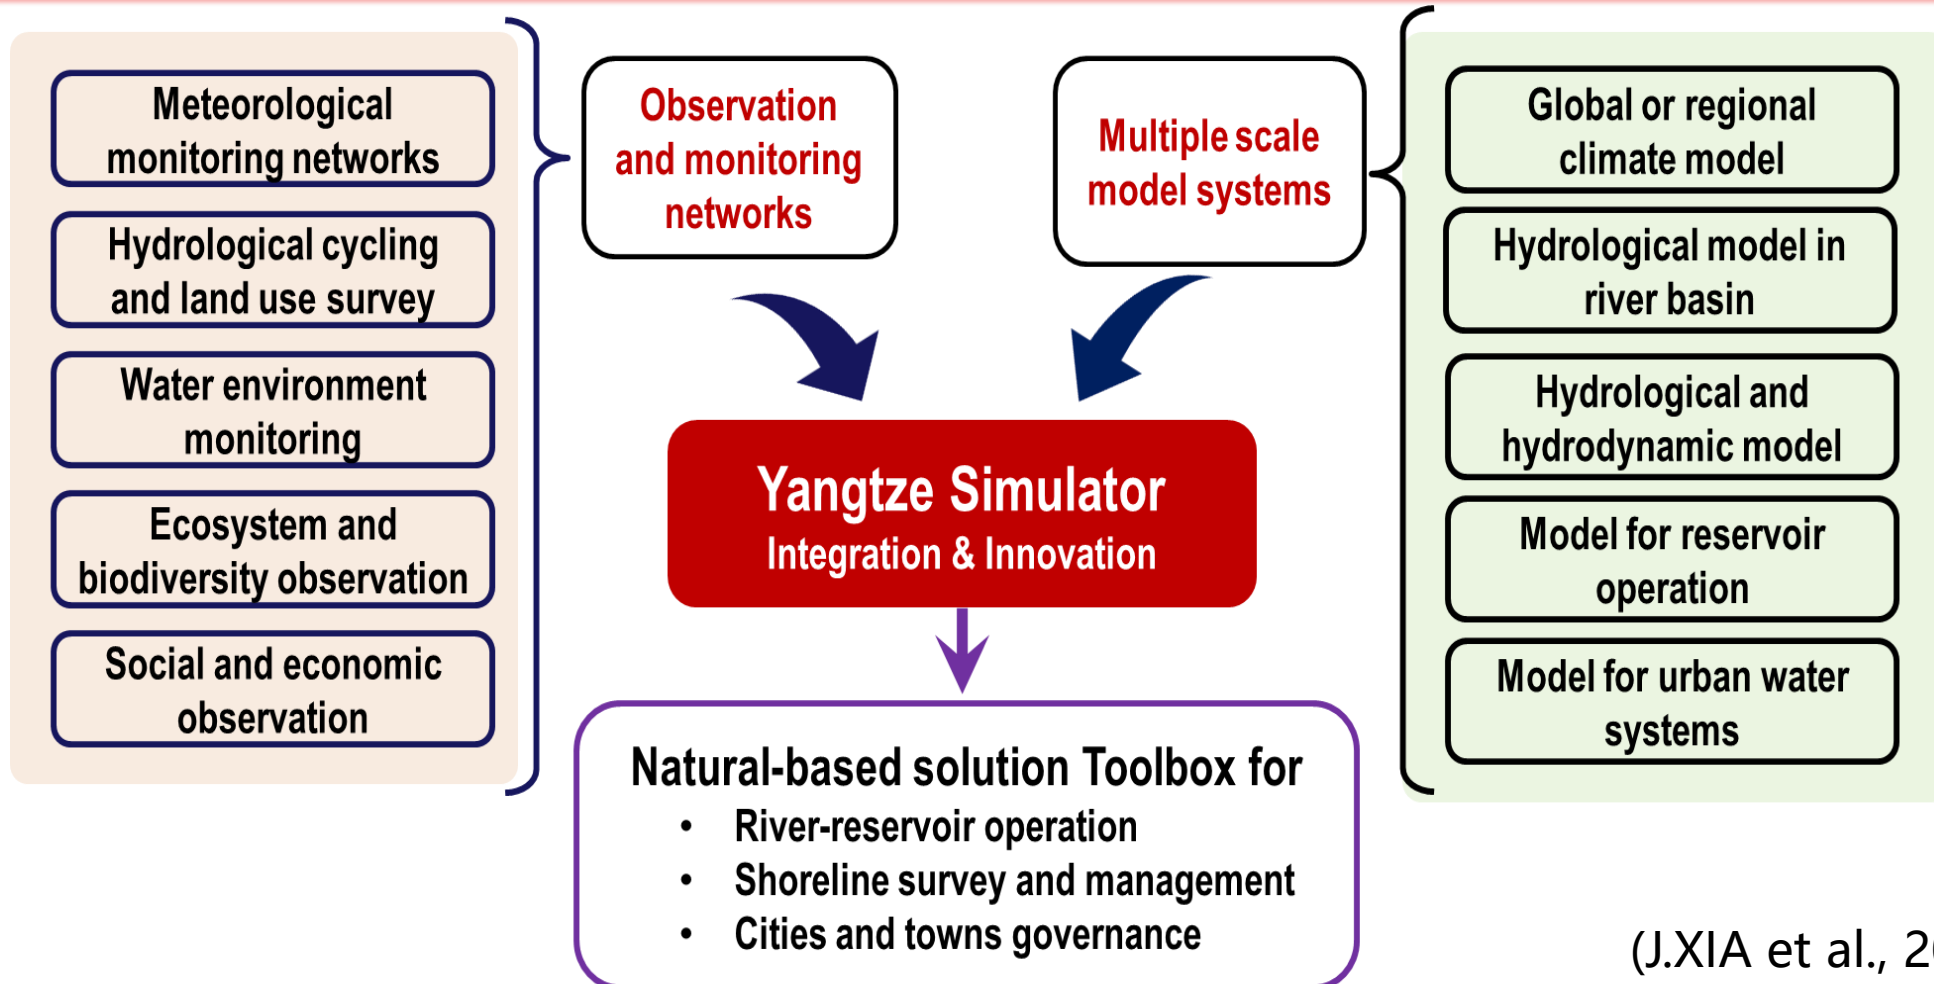 Meteorological
monitoring networks
Hydrological cycling
and land use survey
Water environment
monitoring
Ecosystem and
biodiversity observation
Social and economic
observation
Observation
and monitoring
networks
Multiple scale
model systems
Global or regional
climate model
Hydrological model in
river basin
Hydrological and
hydrodynamic model
Model for reservoir
operation
Model for urban water
systems
Yangtze Simulator
Integration & Innovation
Natural-based solution Toolbox for
• River-reservoir operation
• Shoreline survey and management
• Cities and towns governance
(J.XIA et al.,